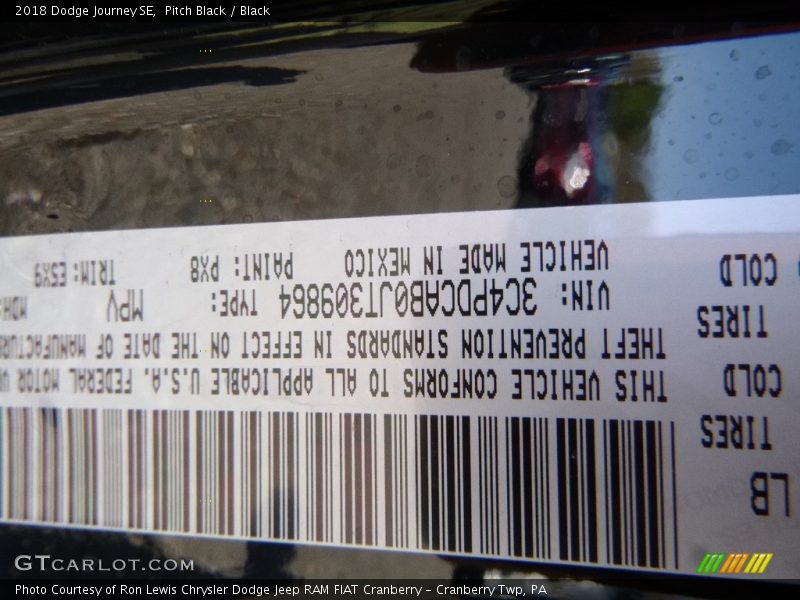 2018 Dodge Journey SE, Pitch Black / Black
LB
TIRES
COLD
TIRES
COLD
THIS VEHICLE CONFORMS TO ALL APPLICABLE U.S.A. FEDERAL MOTOR
THEFT PREVENTION STANDARDS IN EFFECT ON THE DATE OF
VIN: 3C4PDCAB0JT309864 TYPE: MPV MDH:
VEHICLE MADE IN MEXICO PAINT: PX8 TRIM: E5X9
GTCARLOT.COM
Photo Courtesy of Ron Lewis Chrysler Dodge Jeep RAM FIAT Cranberry - Cranberry Twp, PA